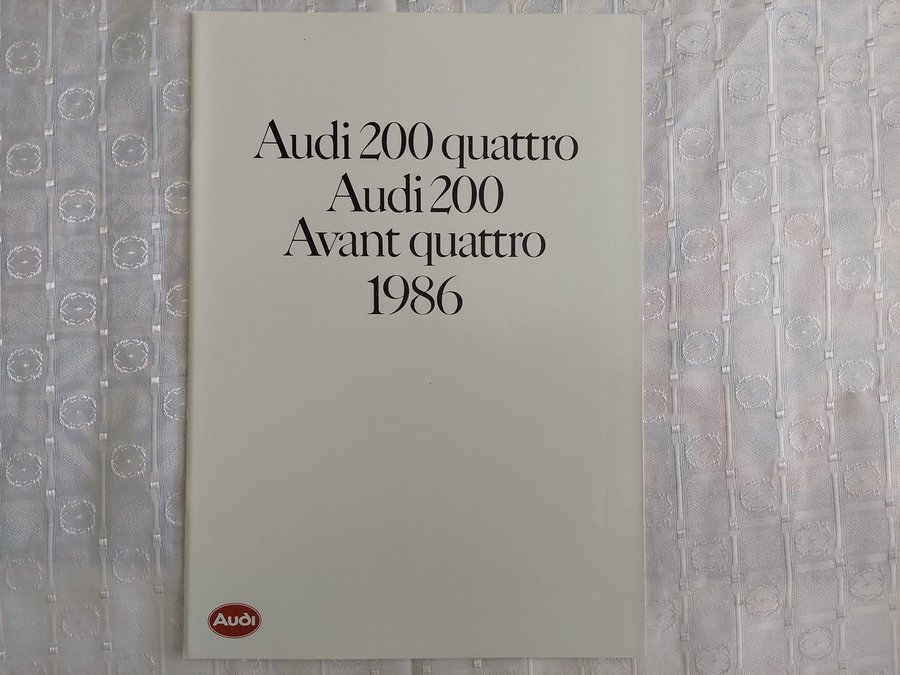 Audi 200 quattro
Audi 200
Avant quattro
1986
Audi